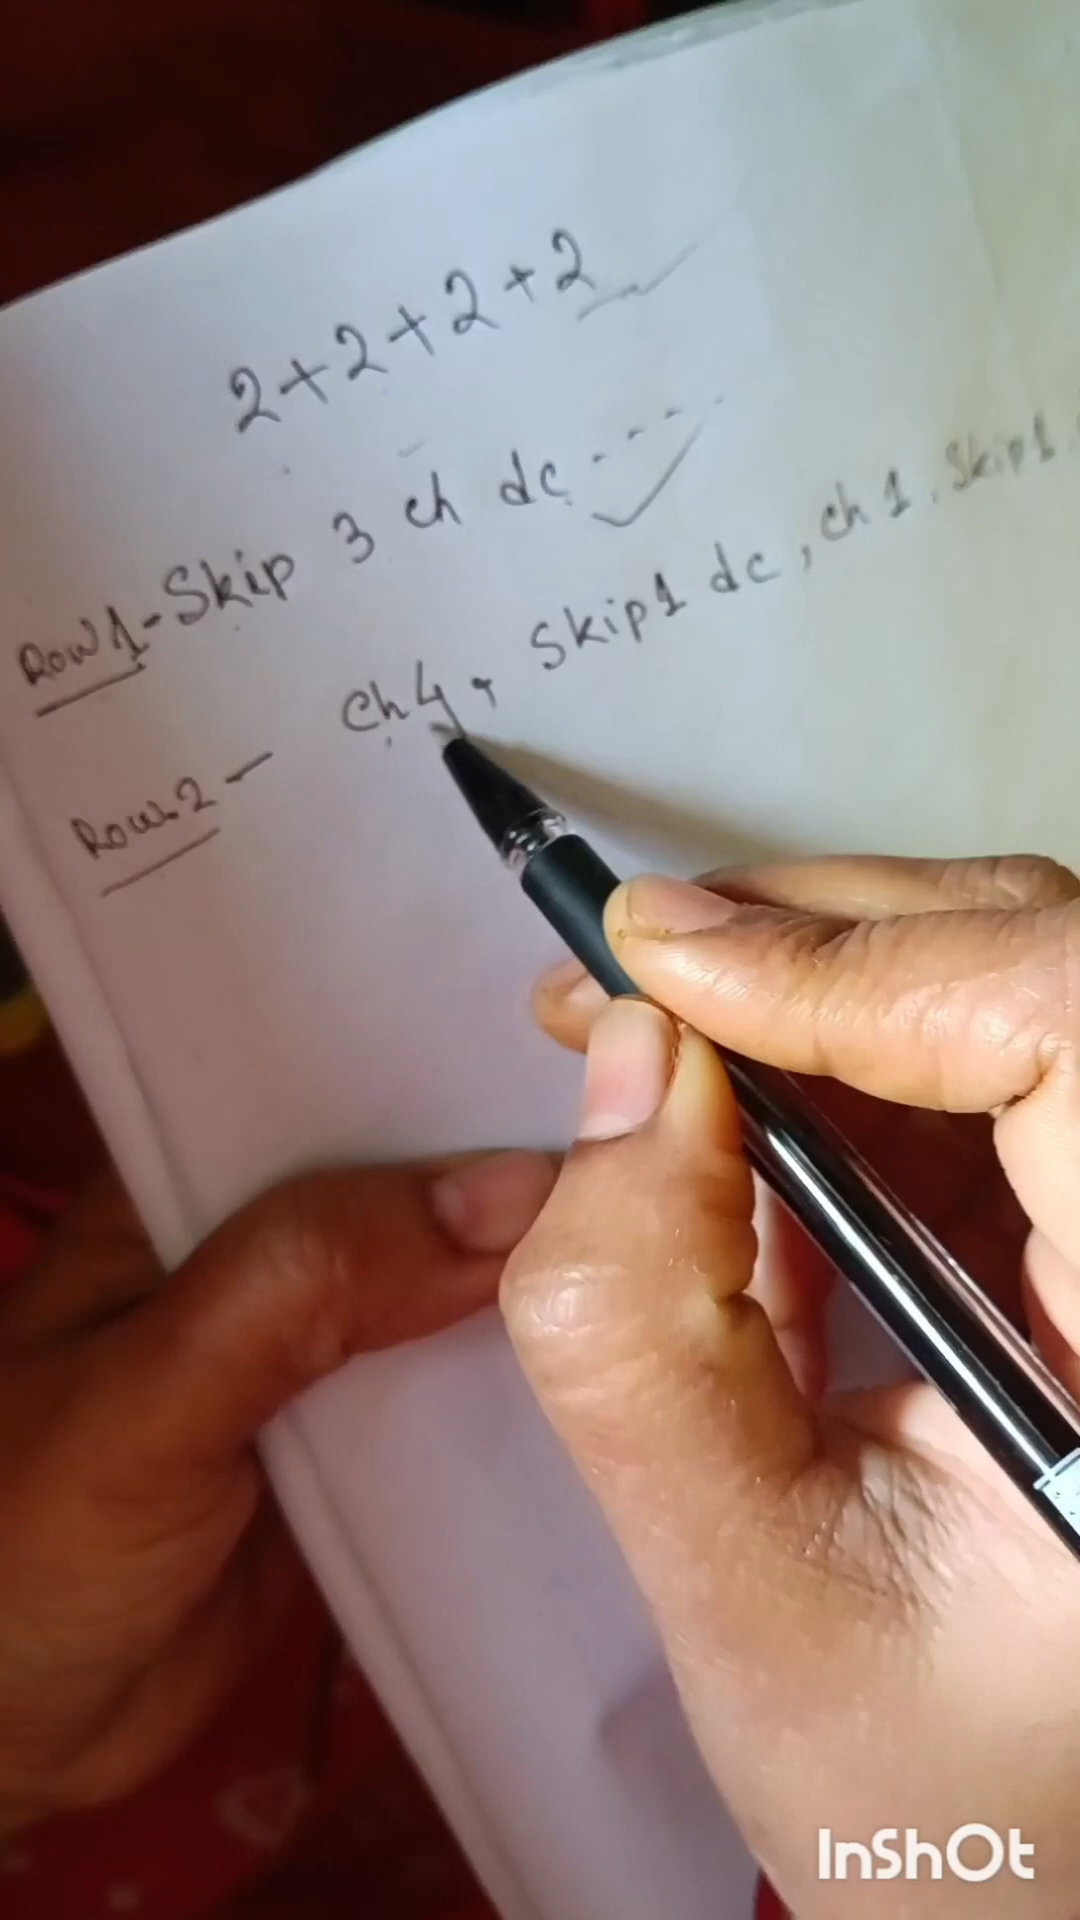 2+2+2+2
Row1-Skip 3 ch dc ----
Row2 - Ch4, Skip1 dc, ch 1, Skip1
InShOt